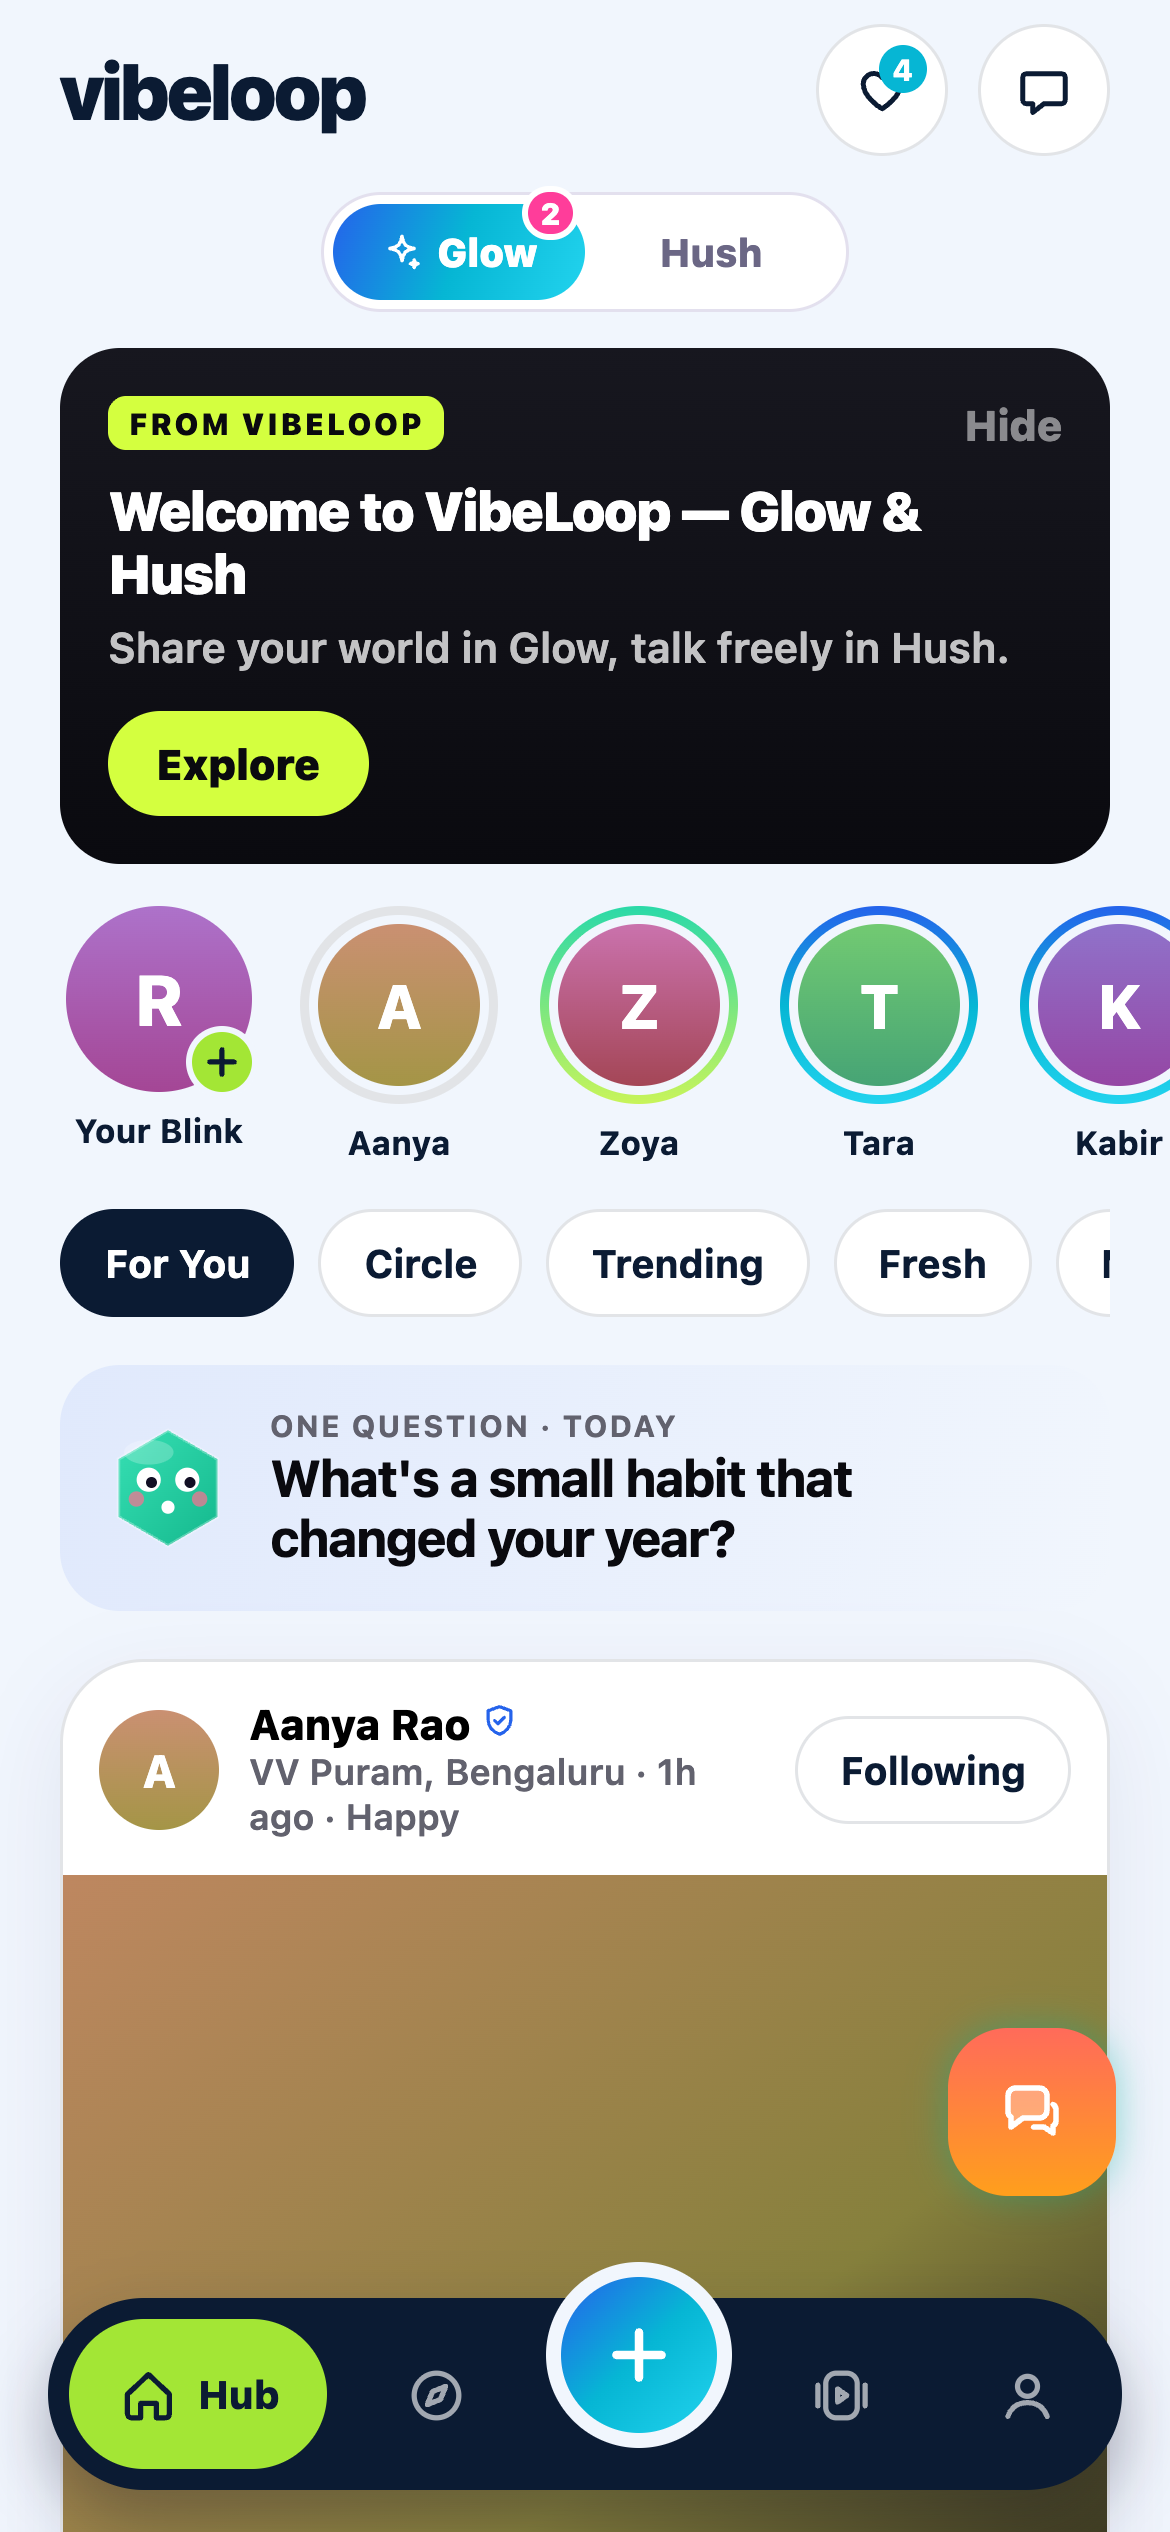 vibeloop
4
Glow
2
Hush
FROM VIBELOOP
Hide
Welcome to VibeLoop — Glow &
Hush
Share your world in Glow, talk freely in Hush.
Explore
R
A
Z
T
K
Your Blink
Aanya
Zoya
Tara
Kabir
For You
Circle
Trending
Fresh
ONE QUESTION · TODAY
What's a small habit that
changed your year?
A
Aanya Rao
VV Puram, Bengaluru · 1h
ago · Happy
Following
Hub